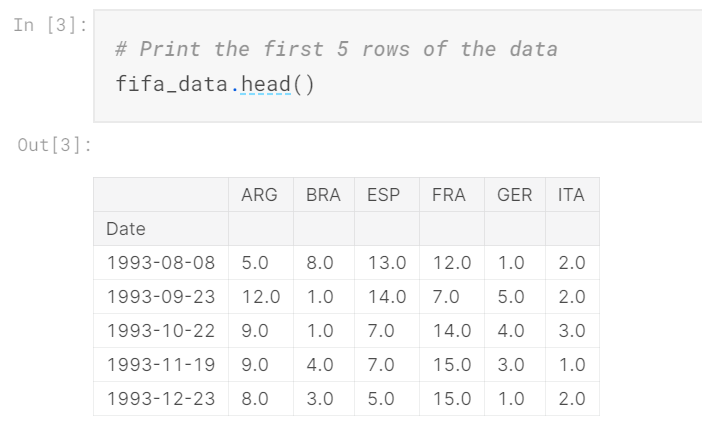 In [3]:
# Print the first 5 rows of the data
fifa_data.head()
Out[3]:
ARG BRA ESP FRA GER ITA
Date
1993-08-08 5.0 8.0 13.0 12.0 1.0 2.0
1993-09-23 12.0 1.0 14.0 7.0 5.0 2.0
1993-10-22 9.0 1.0 7.0 14.0 4.0 3.0
1993-11-19 9.0 4.0 7.0 15.0 3.0 1.0
1993-12-23 8.0 3.0 5.0 15.0 1.0 2.0